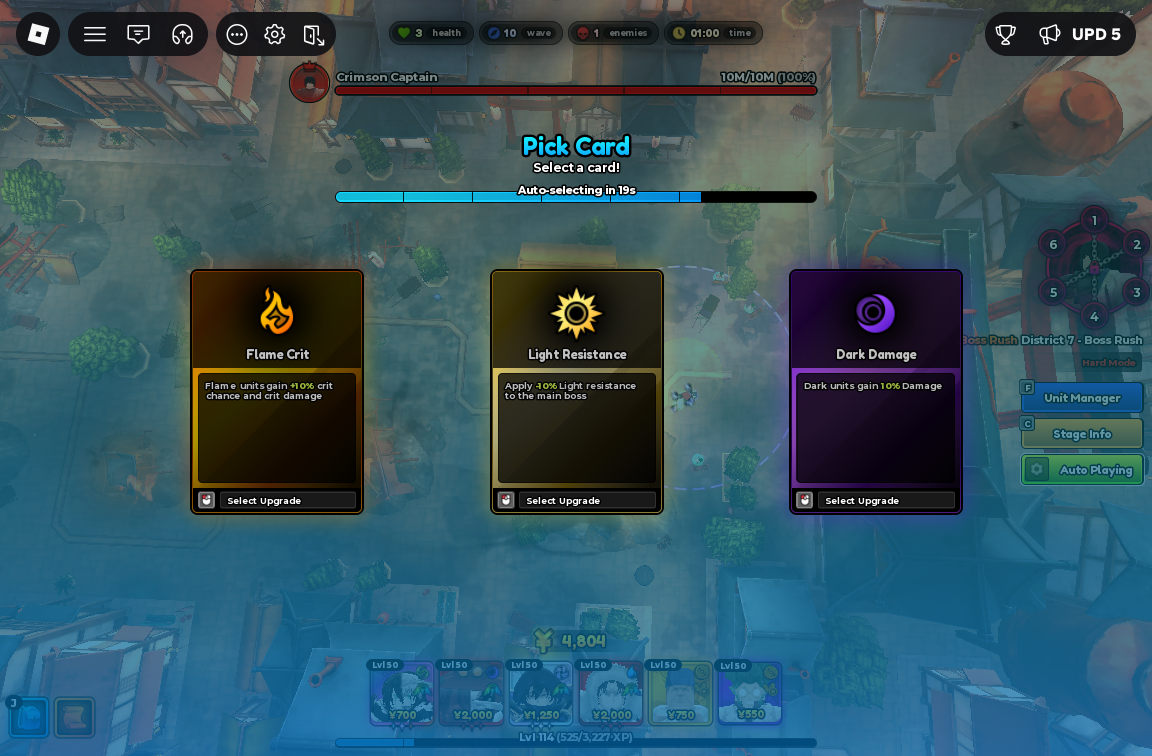 3 health
10 wave
1 enemies
01:00 time
UPD 5
Crimson Captain
10M/10M (100%)
Pick Card
Select a card!
Auto-selecting in 19s
1
6
2
5
3
4
Boss Rush District 7 - Boss Rush
Hard Mode
F
Unit Manager
C
Stage Info
Auto Playing
Flame Crit
Flame units gain +10% crit
chance and crit damage
Select Upgrade
Light Resistance
Apply -10% Light resistance
to the main boss
Select Upgrade
Dark Damage
Dark units gain 10% Damage
Select Upgrade
¥ 4,804
Lvl 50
Lvl 50
Lvl 50
Lvl 50
Lvl 50
Lvl 50
¥700
¥2,000
¥1,250
¥2,000
¥750
¥550
J
Lvl 114 (525/3,227 XP)